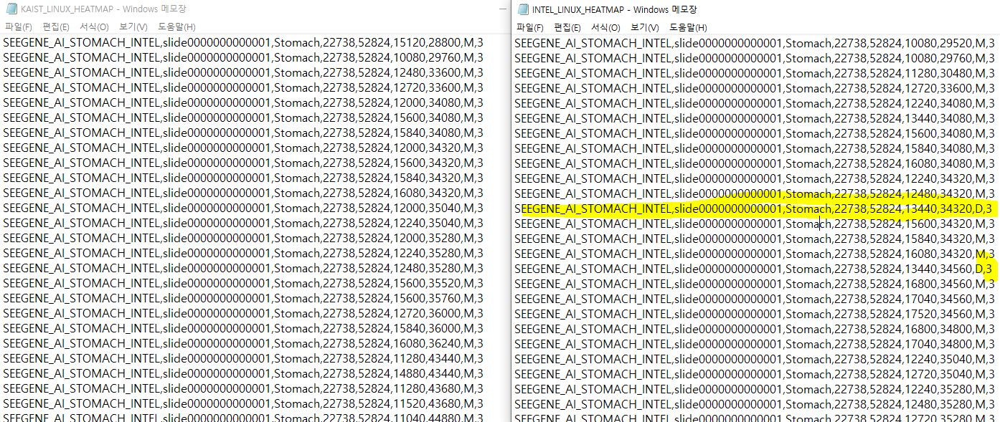 KAIST_LINUX_HEATMAP - Windows 메모장
파일(F) 편집(E) 서식(O) 보기(V) 도움말(H)
SEEGENE_AI_STOMACH_INTEL,slide0000000000001,Stomach,22738,52824,15120,28800,M,3
SEEGENE_AI_STOMACH_INTEL,slide0000000000001,Stomach,22738,52824,10080,29760,M,3
SEEGENE_AI_STOMACH_INTEL,slide0000000000001,Stomach,22738,52824,12480,33600,M,3
SEEGENE_AI_STOMACH_INTEL,slide0000000000001,Stomach,22738,52824,12720,33600,M,3
SEEGENE_AI_STOMACH_INTEL,slide0000000000001,Stomach,22738,52824,12000,34080,M,3
SEEGENE_AI_STOMACH_INTEL,slide0000000000001,Stomach,22738,52824,15600,34080,M,3
SEEGENE_AI_STOMACH_INTEL,slide0000000000001,Stomach,22738,52824,15840,34080,M,3
SEEGENE_AI_STOMACH_INTEL,slide0000000000001,Stomach,22738,52824,12000,34320,M,3
SEEGENE_AI_STOMACH_INTEL,slide0000000000001,Stomach,22738,52824,15600,34320,M,3
SEEGENE_AI_STOMACH_INTEL,slide0000000000001,Stomach,22738,52824,15840,34320,M,3
SEEGENE_AI_STOMACH_INTEL,slide0000000000001,Stomach,22738,52824,16080,34320,M,3
SEEGENE_AI_STOMACH_INTEL,slide0000000000001,Stomach,22738,52824,12000,35040,M,3
SEEGENE_AI_STOMACH_INTEL,slide0000000000001,Stomach,22738,52824,12240,35040,M,3
SEEGENE_AI_STOMACH_INTEL,slide0000000000001,Stomach,22738,52824,12000,35280,M,3
SEEGENE_AI_STOMACH_INTEL,slide0000000000001,Stomach,22738,52824,12240,35280,M,3
SEEGENE_AI_STOMACH_INTEL,slide0000000000001,Stomach,22738,52824,12480,35280,M,3
SEEGENE_AI_STOMACH_INTEL,slide0000000000001,Stomach,22738,52824,15600,35520,M,3
SEEGENE_AI_STOMACH_INTEL,slide0000000000001,Stomach,22738,52824,15600,35760,M,3
SEEGENE_AI_STOMACH_INTEL,slide0000000000001,Stomach,22738,52824,12720,36000,M,3
SEEGENE_AI_STOMACH_INTEL,slide0000000000001,Stomach,22738,52824,15840,36000,M,3
SEEGENE_AI_STOMACH_INTEL,slide0000000000001,Stomach,22738,52824,16080,36240,M,3
SEEGENE_AI_STOMACH_INTEL,slide0000000000001,Stomach,22738,52824,11280,43440,M,3
SEEGENE_AI_STOMACH_INTEL,slide0000000000001,Stomach,22738,52824,14880,43440,M,3
SEEGENE_AI_STOMACH_INTEL,slide0000000000001,Stomach,22738,52824,11280,43680,M,3
SEEGENE_AI_STOMACH_INTEL,slide0000000000001,Stomach,22738,52824,11520,43680,M,3
SEEGENE_AI_STOMACH_INTEL,slide0000000000001,Stomach,22738,52824,11040,44880,M,3
INTEL_LINUX_HEATMAP - Windows 메모장
파일(F) 편집(E) 서식(O) 보기(V) 도움말(H)
SEEGENE_AI_STOMACH_INTEL,slide0000000000001,Stomach,22738,52824,10080,29520,M,3
SEEGENE_AI_STOMACH_INTEL,slide0000000000001,Stomach,22738,52824,10080,29760,M,3
SEEGENE_AI_STOMACH_INTEL,slide0000000000001,Stomach,22738,52824,11280,30480,M,3
SEEGENE_AI_STOMACH_INTEL,slide0000000000001,Stomach,22738,52824,12720,33600,M,3
SEEGENE_AI_STOMACH_INTEL,slide0000000000001,Stomach,22738,52824,12240,34080,M,3
SEEGENE_AI_STOMACH_INTEL,slide0000000000001,Stomach,22738,52824,13440,34080,M,3
SEEGENE_AI_STOMACH_INTEL,slide0000000000001,Stomach,22738,52824,15600,34080,M,3
SEEGENE_AI_STOMACH_INTEL,slide0000000000001,Stomach,22738,52824,15840,34080,M,3
SEEGENE_AI_STOMACH_INTEL,slide0000000000001,Stomach,22738,52824,16080,34080,M,3
SEEGENE_AI_STOMACH_INTEL,slide0000000000001,Stomach,22738,52824,12240,34320,M,3
SEEGENE_AI_STOMACH_INTEL,slide0000000000001,Stomach,22738,52824,12480,34320,M,3
SEEGENE_AI_STOMACH_INTEL,slide0000000000001,Stomach,22738,52824,13440,34320,D,3
SEEGENE_AI_STOMACH_INTEL,slide0000000000001,Stomach,22738,52824,15600,34320,M,3
SEEGENE_AI_STOMACH_INTEL,slide0000000000001,Stomach,22738,52824,15840,34320,M,3
SEEGENE_AI_STOMACH_INTEL,slide0000000000001,Stomach,22738,52824,16080,34320,M,3
SEEGENE_AI_STOMACH_INTEL,slide0000000000001,Stomach,22738,52824,13440,34560,D,3
SEEGENE_AI_STOMACH_INTEL,slide0000000000001,Stomach,22738,52824,16800,34560,M,3
SEEGENE_AI_STOMACH_INTEL,slide0000000000001,Stomach,22738,52824,17040,34560,M,3
SEEGENE_AI_STOMACH_INTEL,slide0000000000001,Stomach,22738,52824,17520,34560,M,3
SEEGENE_AI_STOMACH_INTEL,slide0000000000001,Stomach,22738,52824,16800,34800,M,3
SEEGENE_AI_STOMACH_INTEL,slide0000000000001,Stomach,22738,52824,17040,34800,M,3
SEEGENE_AI_STOMACH_INTEL,slide0000000000001,Stomach,22738,52824,12240,35040,M,3
SEEGENE_AI_STOMACH_INTEL,slide0000000000001,Stomach,22738,52824,12720,35040,M,3
SEEGENE_AI_STOMACH_INTEL,slide0000000000001,Stomach,22738,52824,12240,35280,M,3
SEEGENE_AI_STOMACH_INTEL,slide0000000000001,Stomach,22738,52824,12480,35280,M,3
SEEGENE_AI_STOMACH_INTEL,slide0000000000001,Stomach,22738,52824,12720,35280,M,3